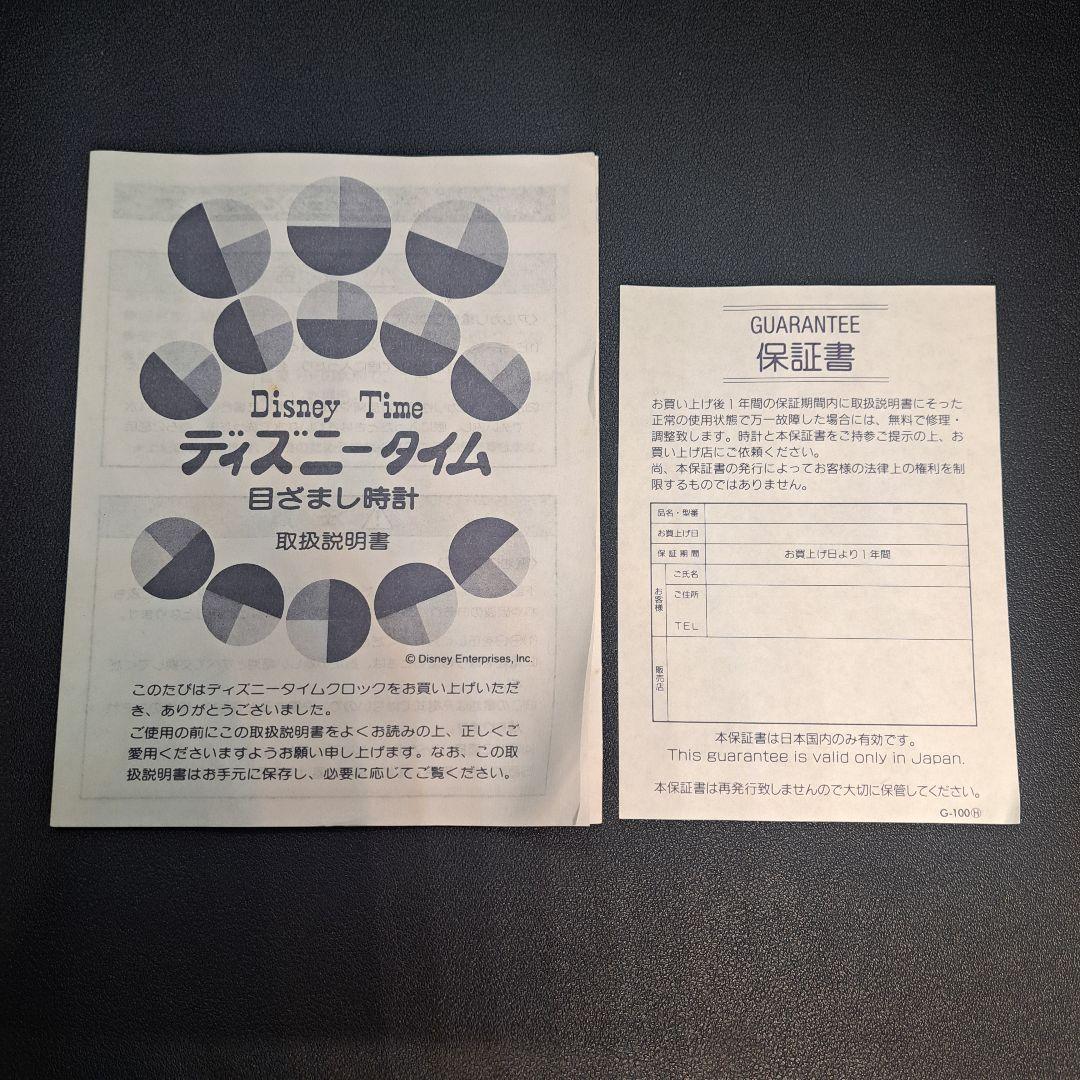 Disney Time
ディズニータイム
目ざまし時計
取扱説明書
© Disney Enterprises, Inc.
このたびはディズニータイムクロックをお買い上げいただ
き、ありがとうございました。
ご使用の前にこの取扱説明書をよくお読みの上、正しくご
愛用くださいますようお願い申し上げます。なお、この取
扱説明書はお手元に保存し、必要に応じてご覧ください。
GUARANTEE
保証書
お買い上げ後1年間の保証期間内に取扱説明書にそった
正常の使用状態で万一故障した場合には、無料で修理・
調整致します。時計と本保証書をご持参ご提示の上、お
買い上げ店にご依頼ください。
尚、本保証書の発行によってお客様の法律上の権利を制
限するものではありません。
品名・型番
お買上げ日
保証期間 お買上げ日より1年間
お客様
ご氏名
ご住所
TEL
販売店
本保証書は日本国内のみ有効です。
This guarantee is valid only in Japan.
本保証書は再発行致しませんので大切に保管してください。
G-100Ⓗ